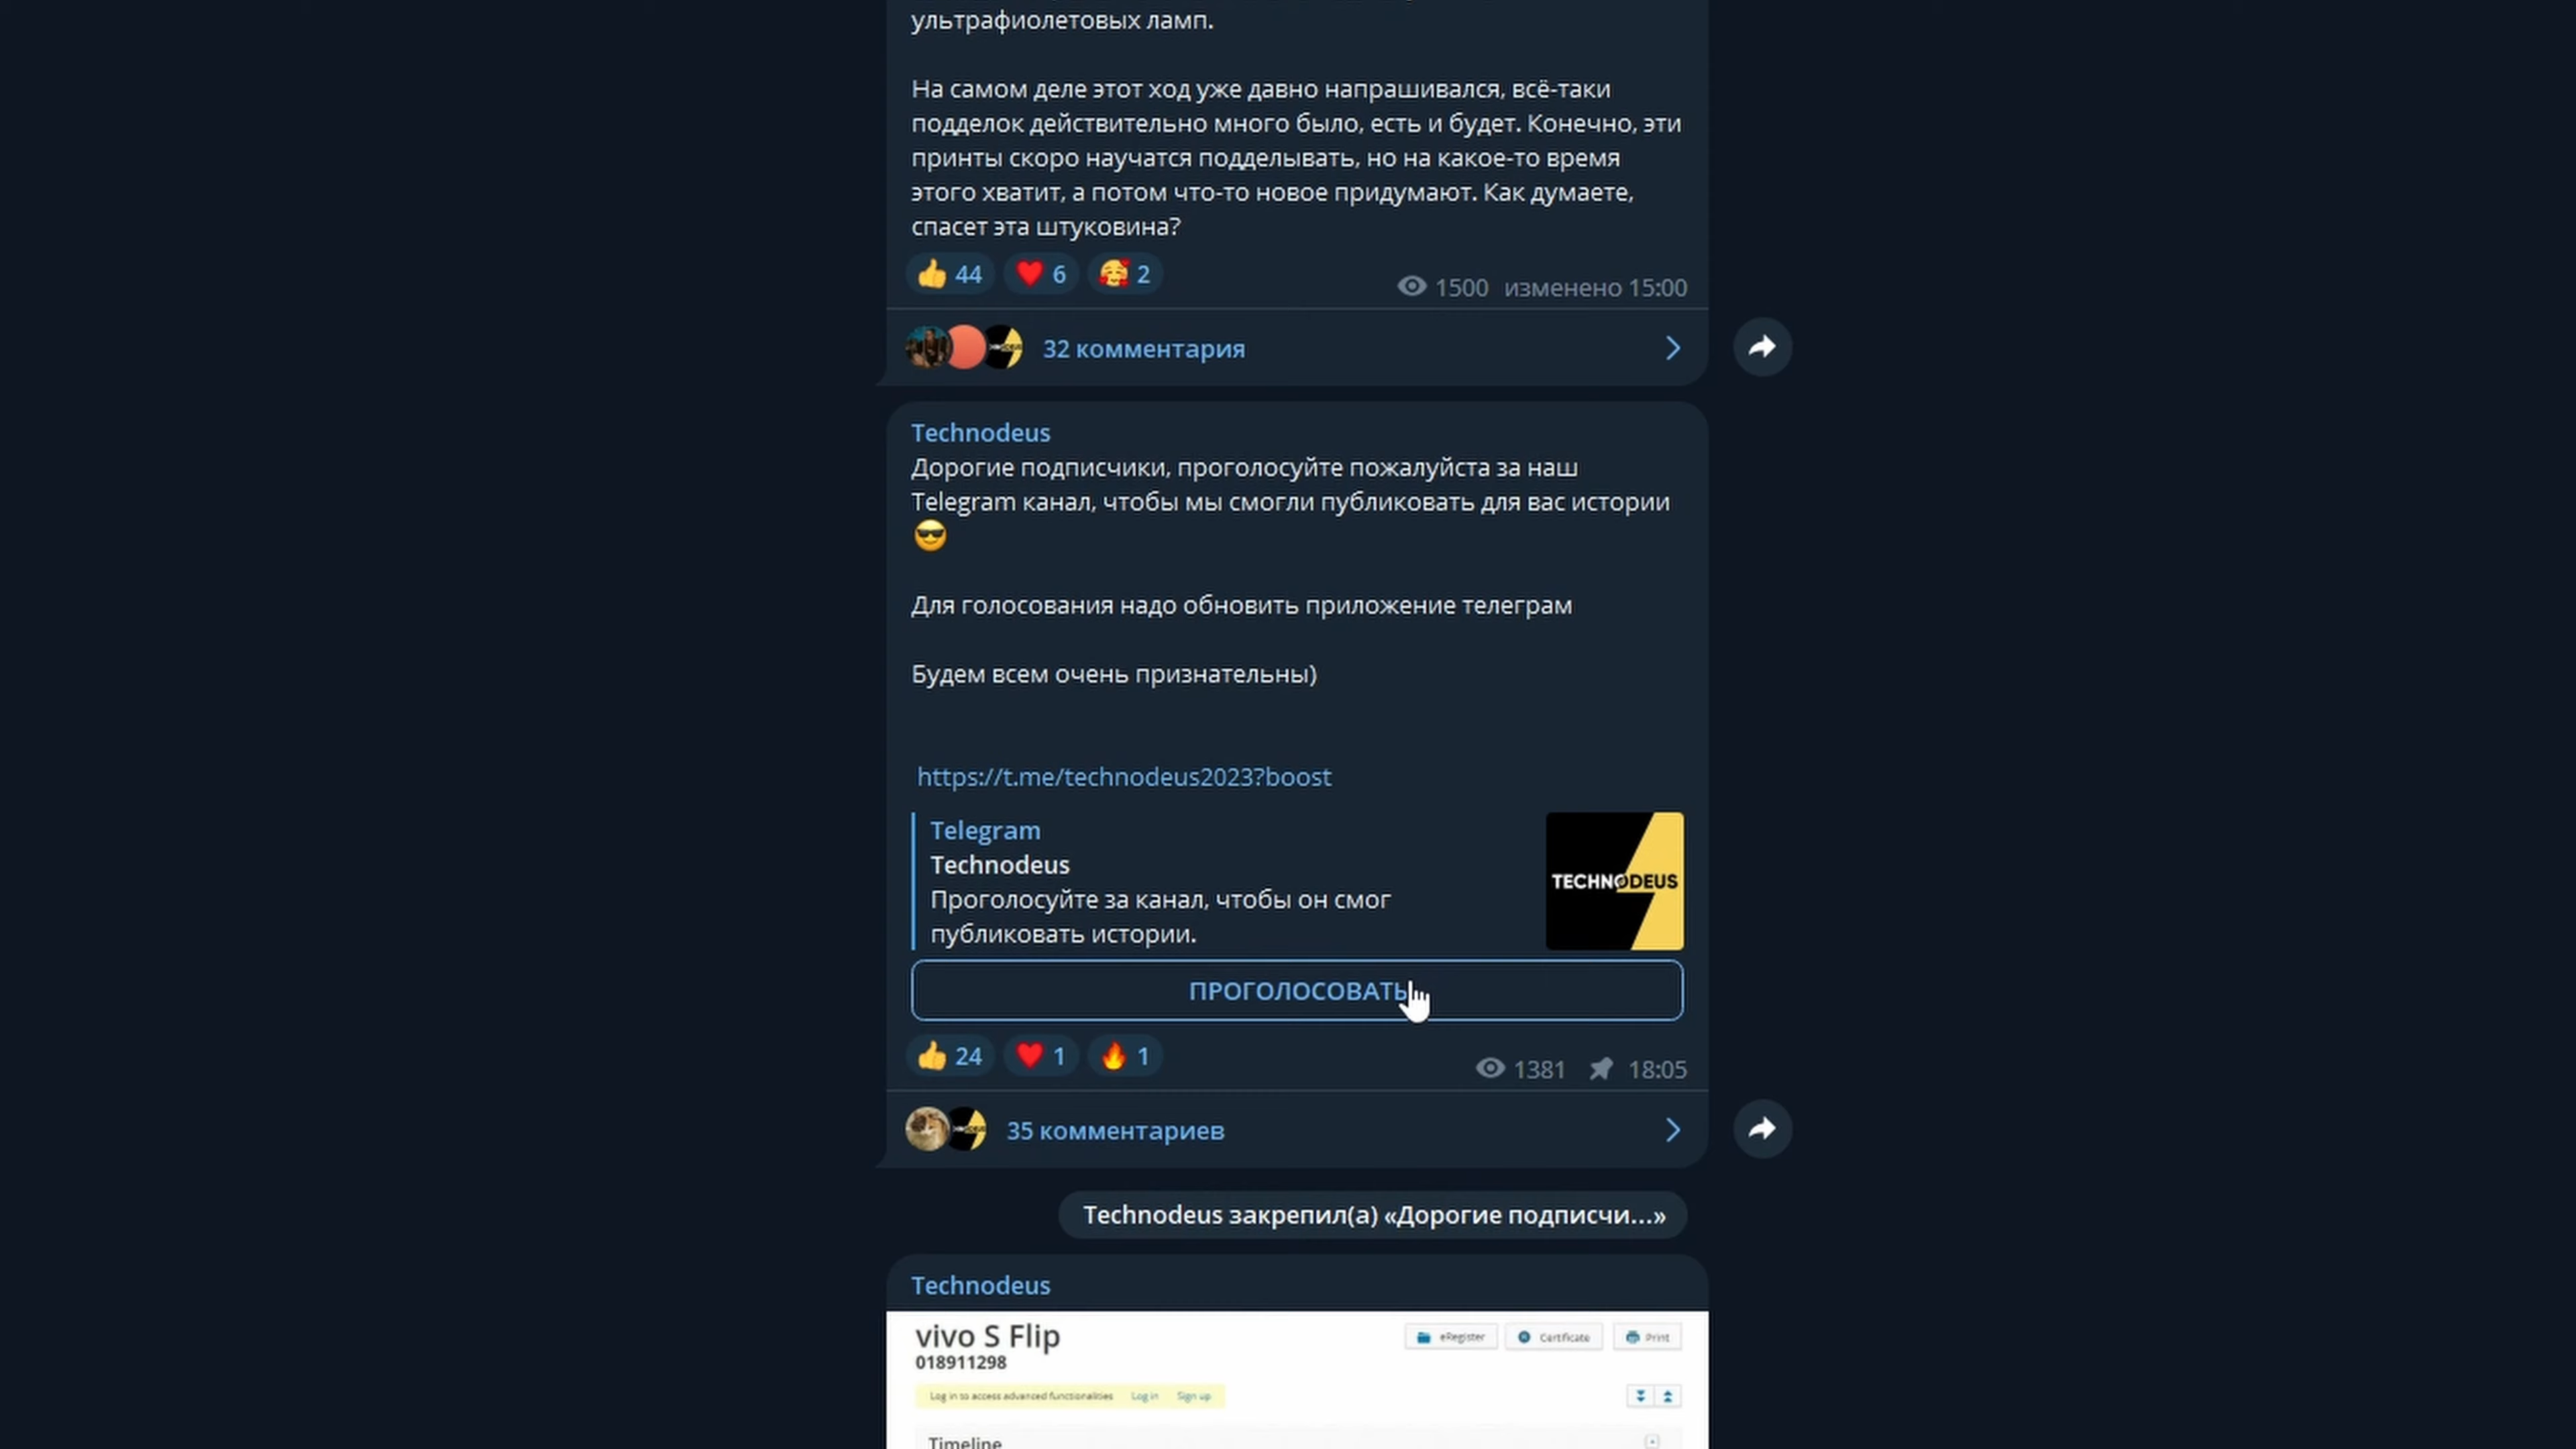 ультрафиолетовых ламп.
На самом деле этот ход уже давно напрашивался, всё-таки
подделок действительно много было, есть и будет. Конечно, эти
принты скоро научатся подделывать, но на какое-то время
этого хватит, а потом что-то новое придумают. Как думаете,
спасет эта штуковина?
👍 44 ❤️ 6 🥰 2
1500 изменено 15:00
32 комментария
Technodeus
Дорогие подписчики, проголосуйте пожалуйста за наш
Telegram канал, чтобы мы смогли публиковать для вас истории
😎
Для голосования надо обновить приложение телеграм
Будем всем очень признательны)
https://t.me/technodeus2023?boost
Telegram
Technodeus
Проголосуйте за канал, чтобы он смог
публиковать истории.
TECHNODEUS
ПРОГОЛОСОВАТЬ
👍 24 ❤️ 1 🔥 1
1381 18:05
35 комментариев
Technodeus закрепил(а) «Дорогие подписчи...»
Technodeus
vivo S Flip
eRegister Certificate Print
018911298
Log in to access advanced functionalities Log in Sign up
Timeline